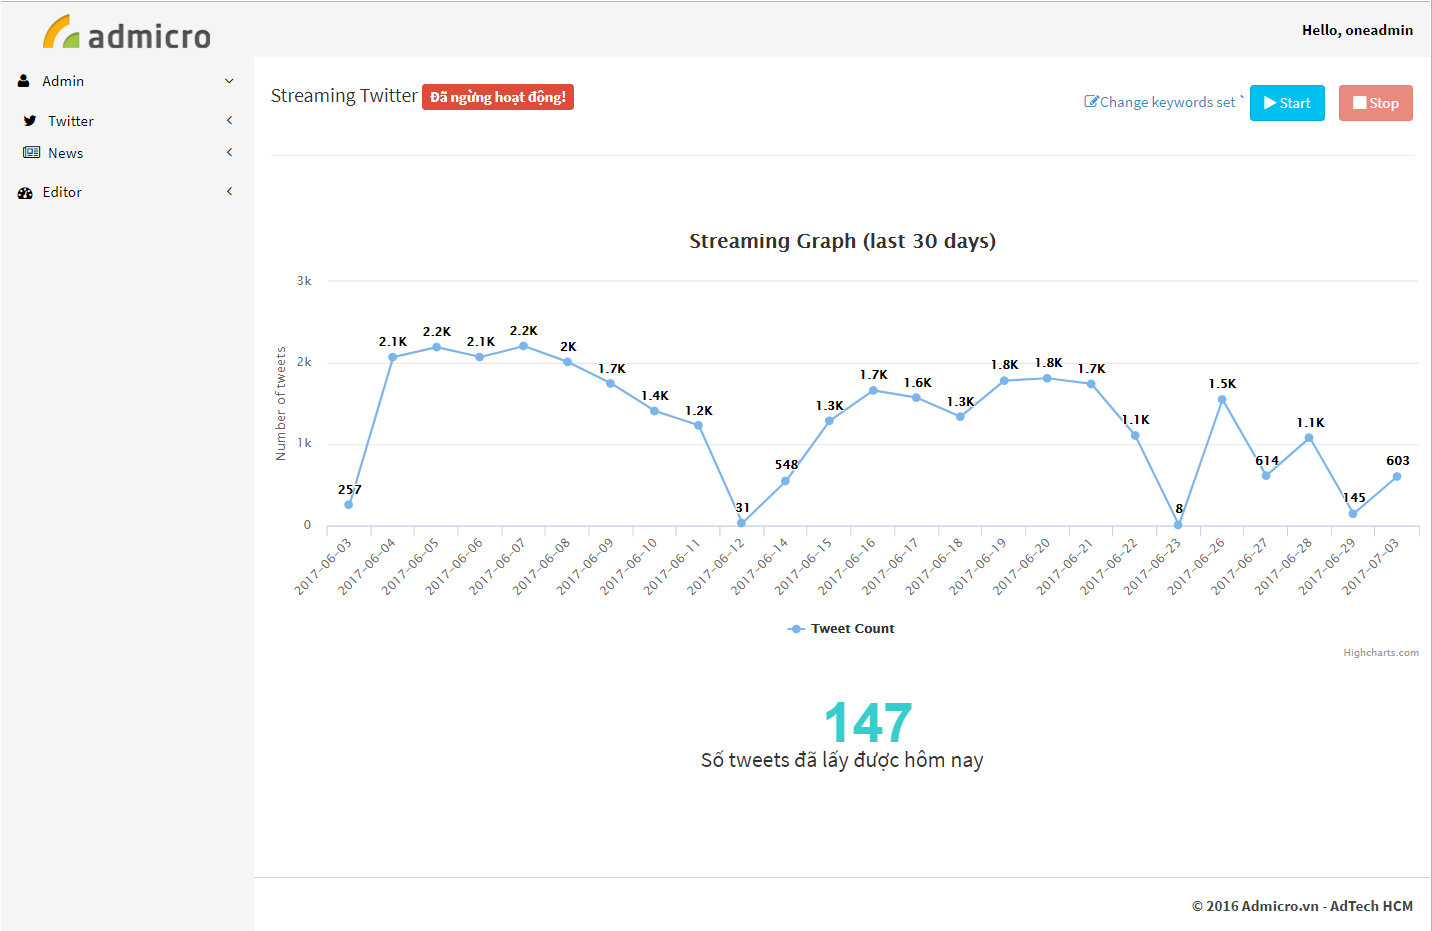 admicro
Hello, oneadmin
Admin
Twitter
News
Editor
Streaming Twitter Đã ngừng hoạt động!
Change keywords set ` Start Stop
Streaming Graph (last 30 days)
Number of tweets
3k
2k
1k
0
257
2.1K
2.2K
2.1K
2.2K
2K
1.7K
1.4K
1.2K
31
548
1.3K
1.7K
1.6K
1.3K
1.8K
1.8K
1.7K
1.1K
8
1.5K
614
1.1K
145
603
2017-06-03
2017-06-04
2017-06-05
2017-06-06
2017-06-07
2017-06-08
2017-06-09
2017-06-10
2017-06-11
2017-06-12
2017-06-14
2017-06-15
2017-06-16
2017-06-17
2017-06-18
2017-06-19
2017-06-20
2017-06-21
2017-06-22
2017-06-23
2017-06-26
2017-06-27
2017-06-28
2017-06-29
2017-07-03
Tweet Count
Highcharts.com
147
Số tweets đã lấy được hôm nay
© 2016 Admicro.vn - AdTech HCM